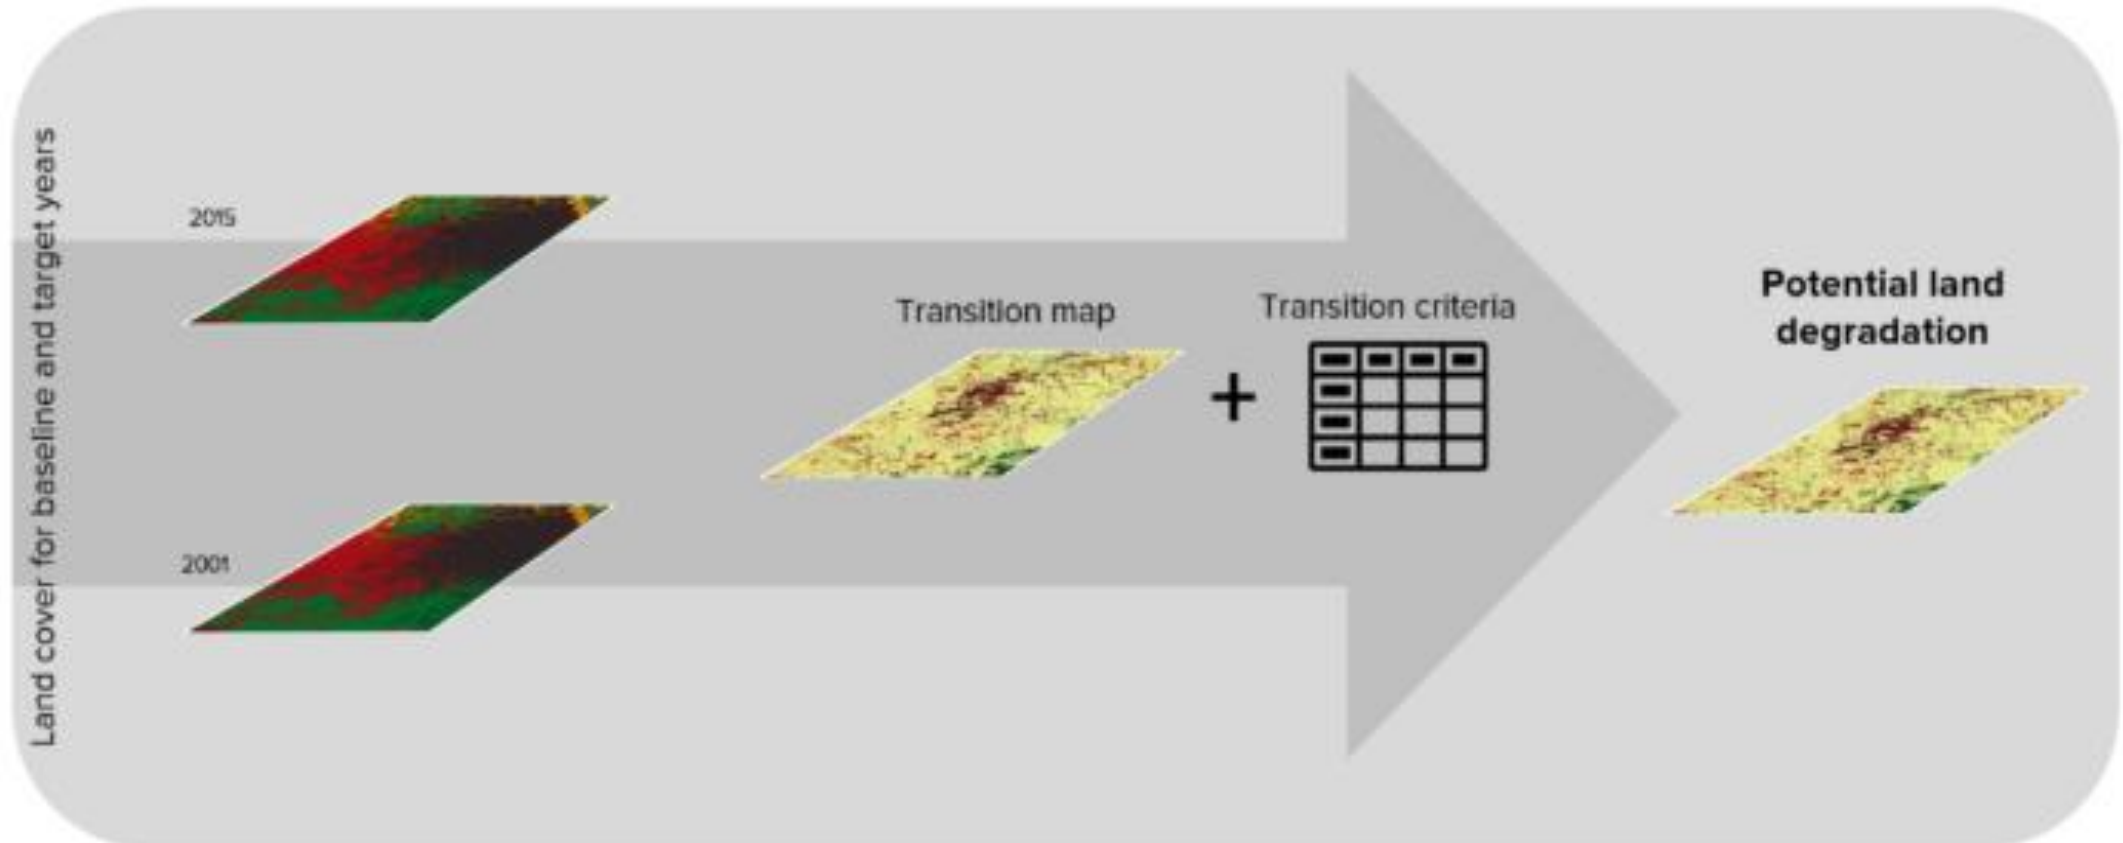 Land cover for baseline and target years
2015
2001
Transition map
Transition criteria
Potential land
degradation